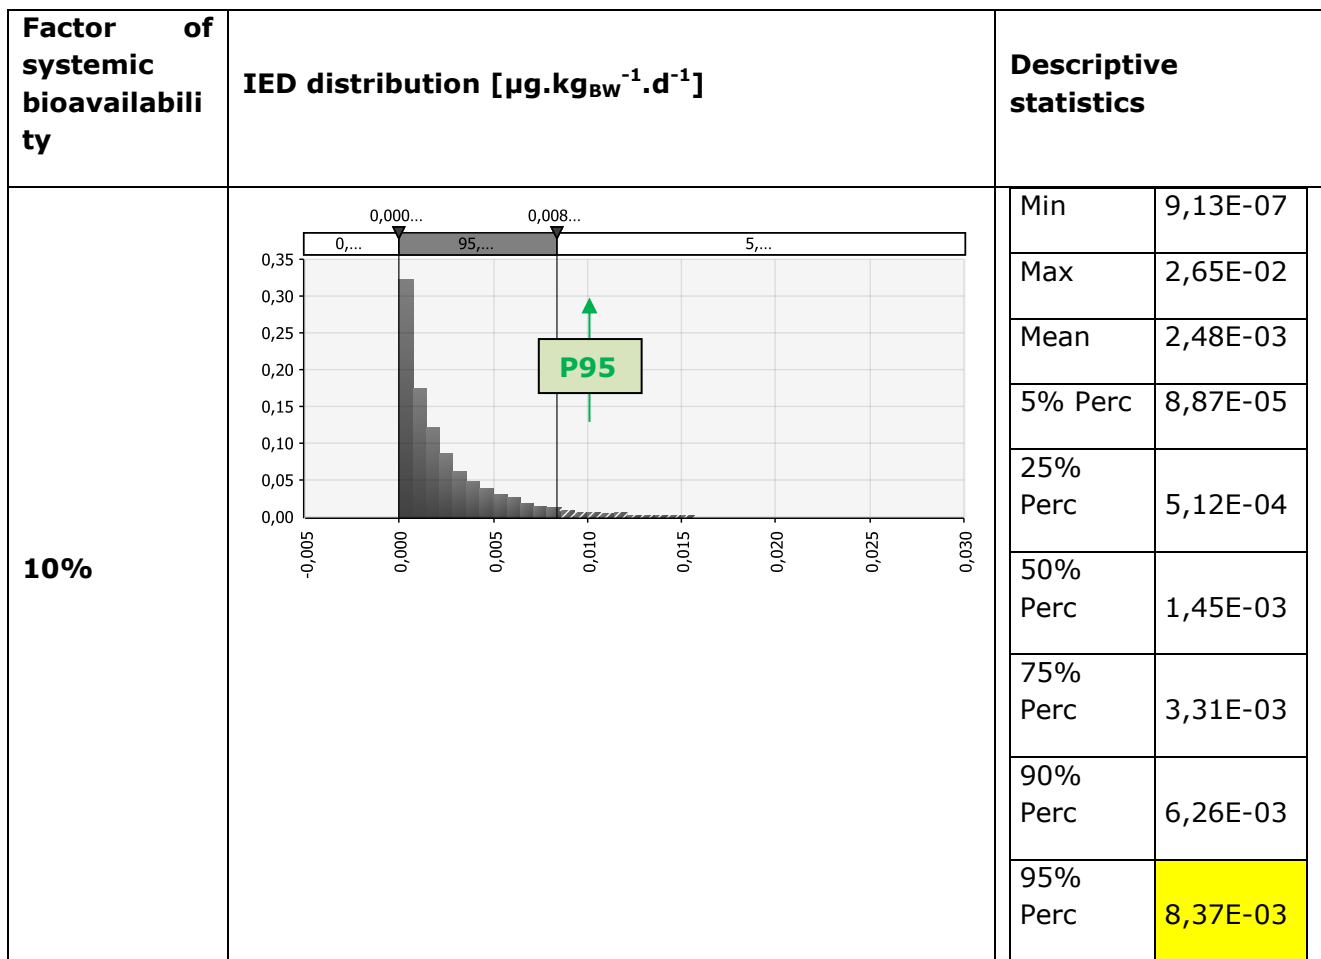 Factor of
systemic
bioavailabili
ty
IED distribution [µg.kgBW-1.d-1]
Descriptive
statistics
10%
0,000...
0,008...
0,...
95,...
5,...
0,35
0,30
0,25
0,20
0,15
0,10
0,05
0,00
P95
-0,005
0,000
0,005
0,010
0,015
0,020
0,025
0,030
Min 9,13E-07
Max 2,65E-02
Mean 2,48E-03
5% Perc 8,87E-05
25%
Perc 5,12E-04
50%
Perc 1,45E-03
75%
Perc 3,31E-03
90%
Perc 6,26E-03
95%
Perc 8,37E-03